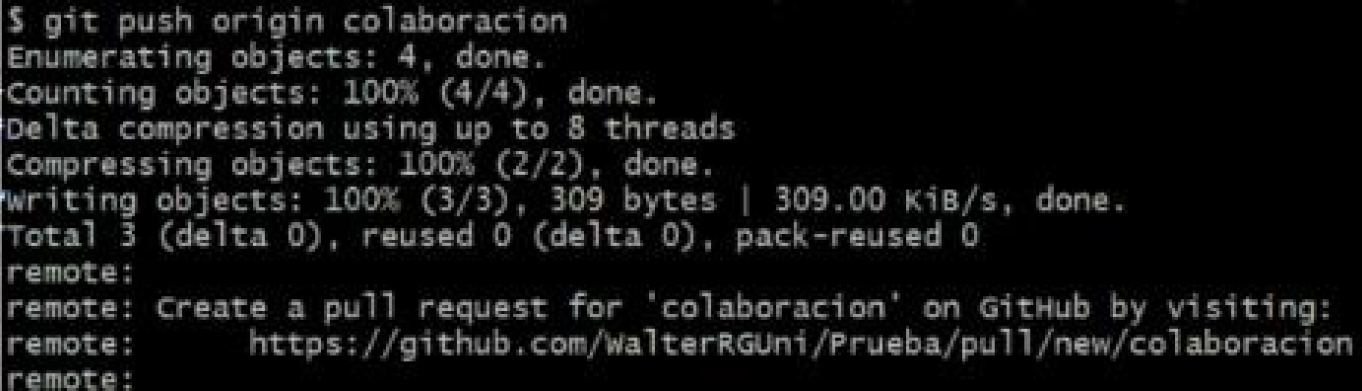 $ git push origin colaboracion
Enumerating objects: 4, done.
Counting objects: 100% (4/4), done.
Delta compression using up to 8 threads
Compressing objects: 100% (2/2), done.
Writing objects: 100% (3/3), 309 bytes | 309.00 KiB/s, done.
Total 3 (delta 0), reused 0 (delta 0), pack-reused 0
remote:
remote: Create a pull request for 'colaboracion' on GitHub by visiting:
remote:      https://github.com/WalterRGUni/Prueba/pull/new/colaboracion
remote: